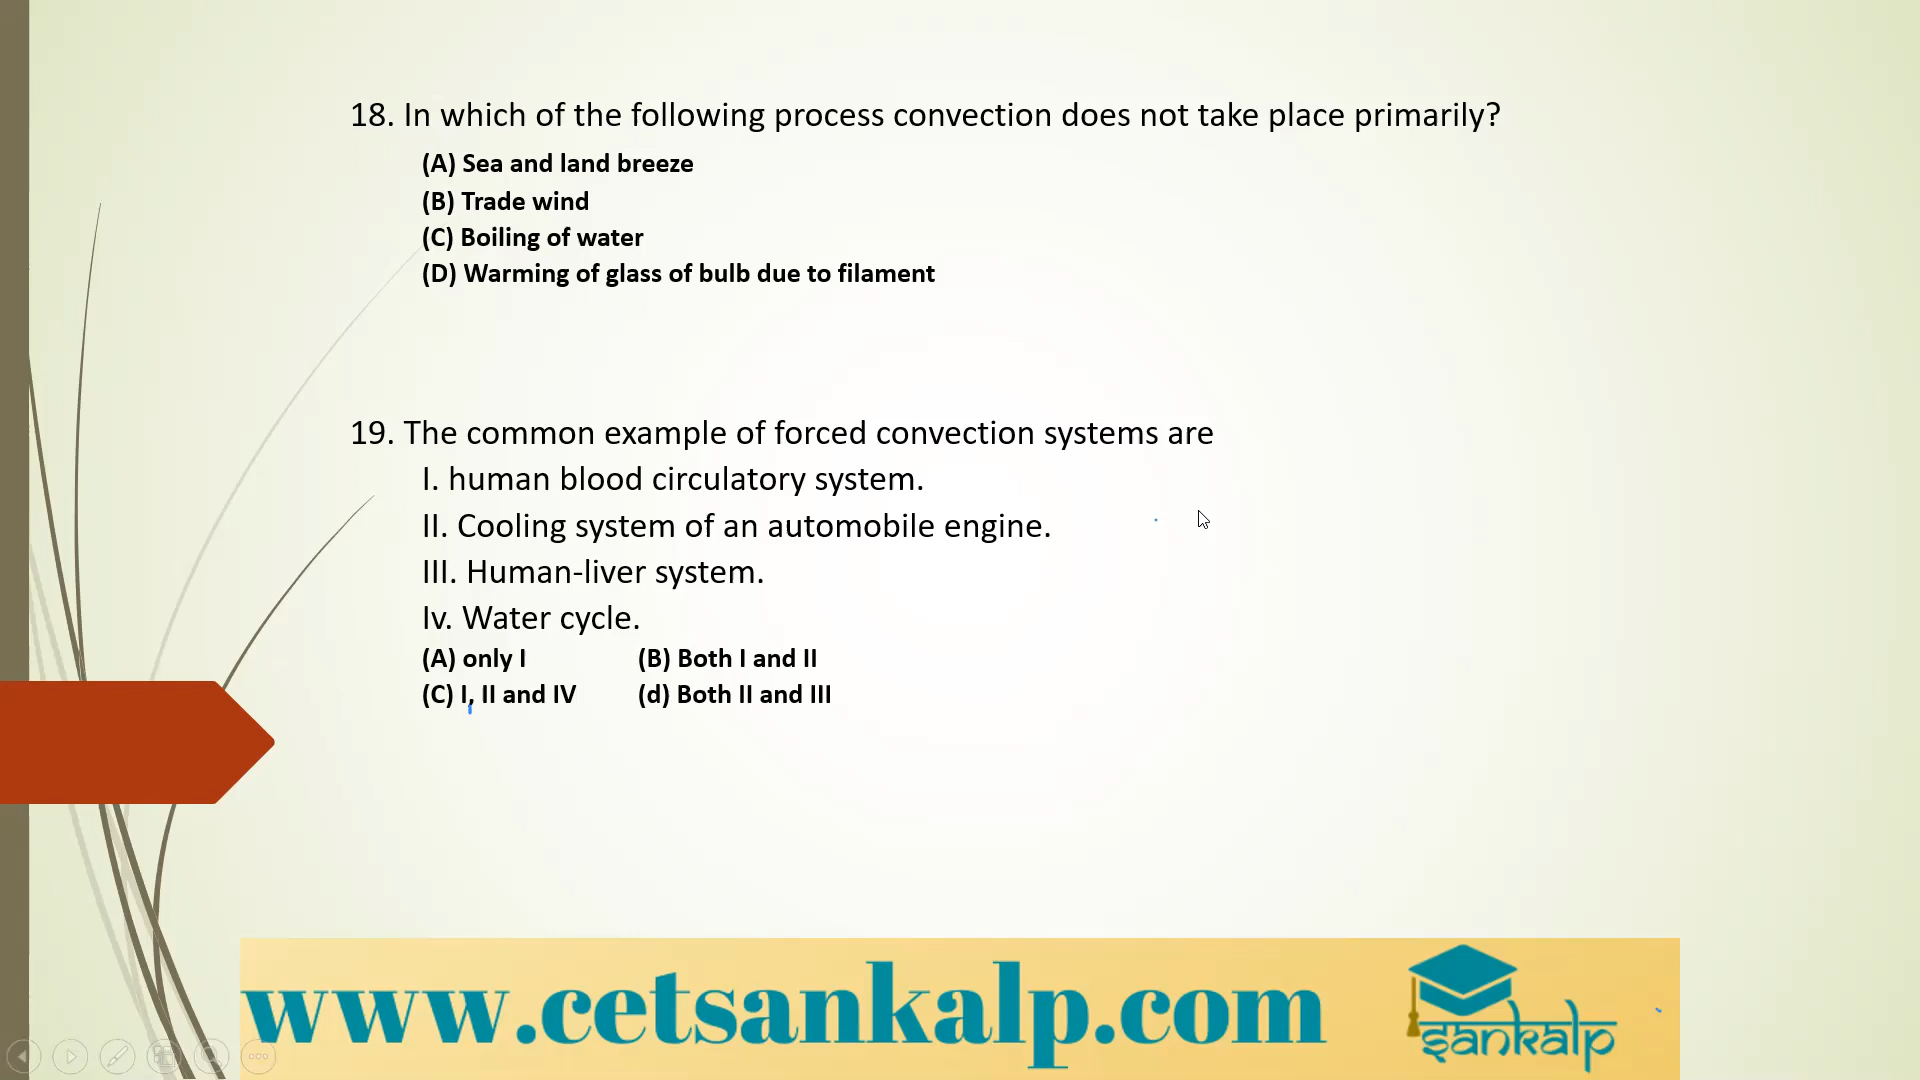 18. In which of the following process convection does not take place primarily?
(A) Sea and land breeze
(B) Trade wind
(C) Boiling of water
(D) Warming of glass of bulb due to filament
19. The common example of forced convection systems are
I. human blood circulatory system.
II. Cooling system of an automobile engine.
III. Human-liver system.
Iv. Water cycle.
(A) only I (B) Both I and II
(C) I, II and IV (d) Both II and III
www.cetsankalp.com
sankalp